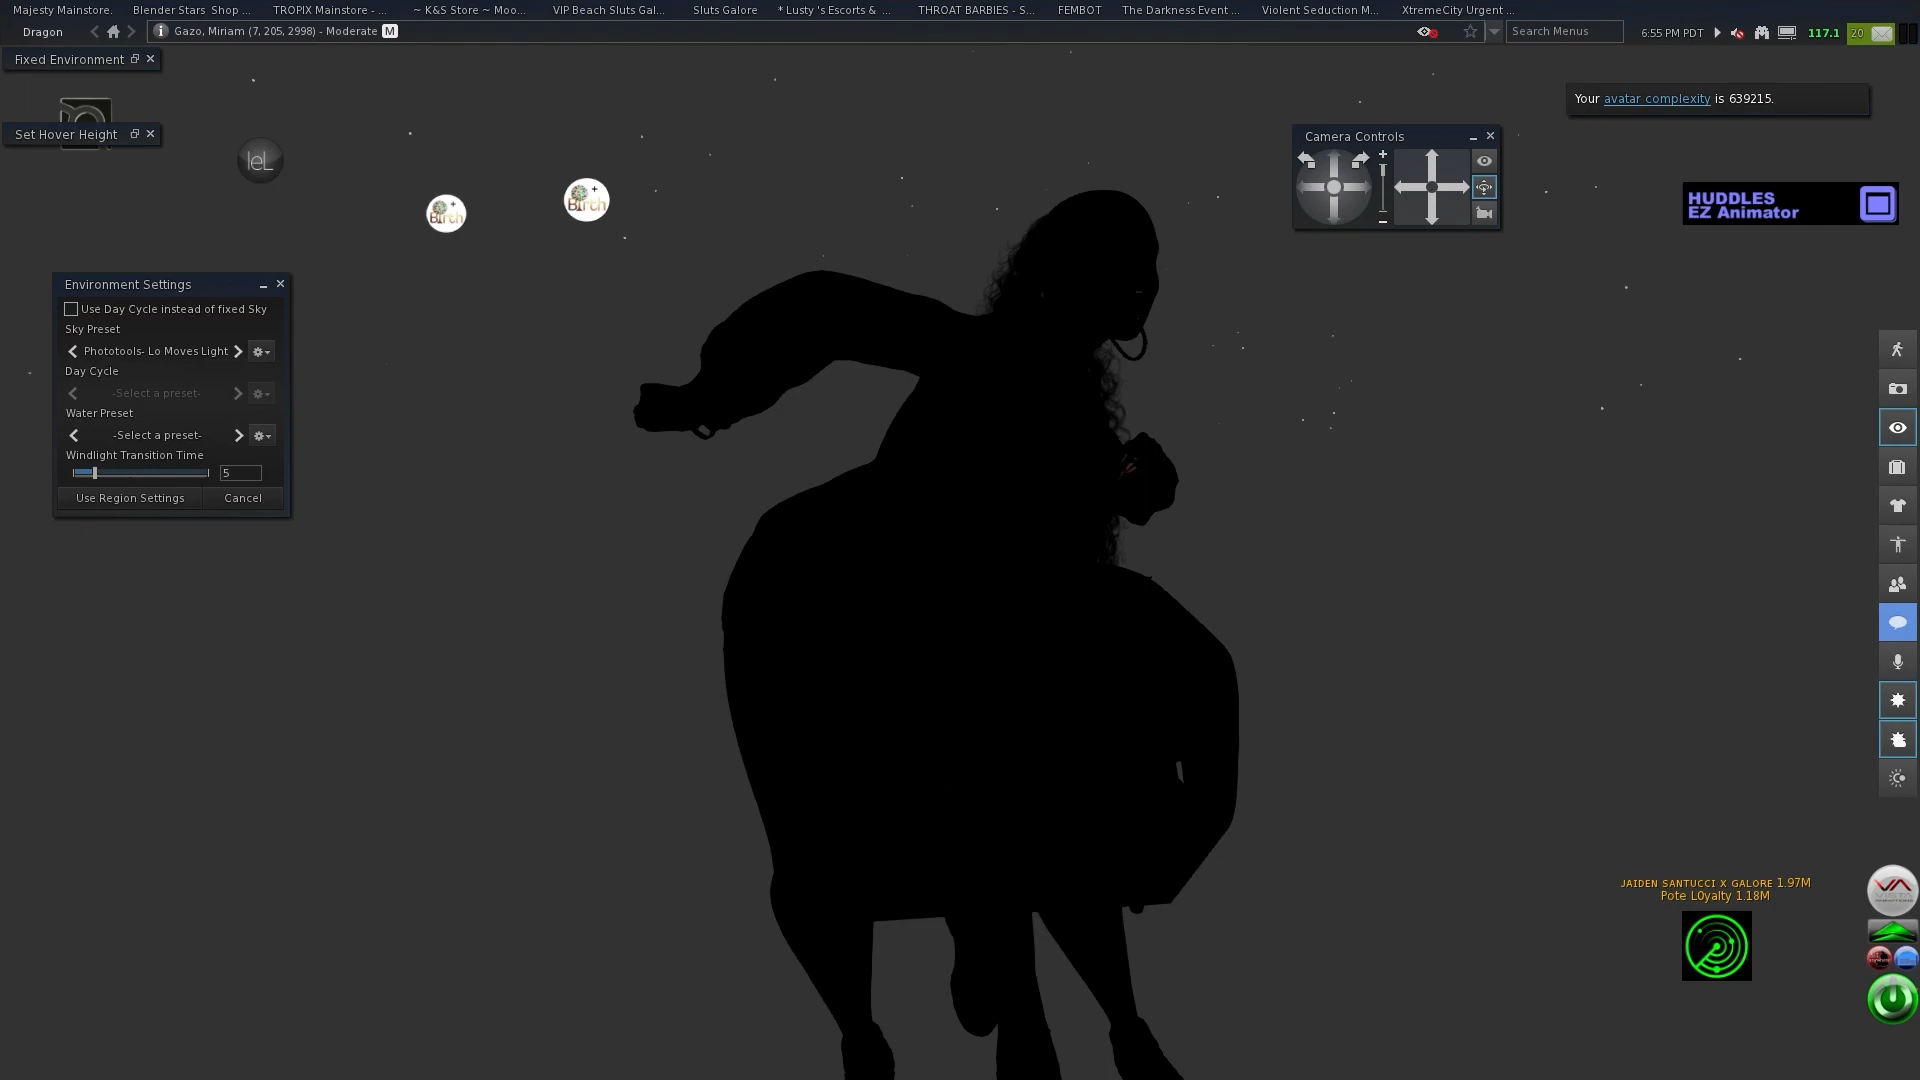 Majesty Mainstore.
Blender Stars Shop ...
TROPIX Mainstore - ...
~ K&S Store ~ Moo...
VIP Beach Sluts Gal...
Sluts Galore
* Lusty 's Escorts & ...
THROAT BARBIES - S...
FEMBOT
The Darkness Event ...
Violent Seduction M...
XtremeCity Urgent ...
Dragon
Gazo, Miriam (7, 205, 2998) - Moderate M
Search Menus
6:55 PM PDT
117.1
20
Fixed Environment
Your avatar complexity is 639215.
Set Hover Height
Camera Controls
leL
Birth
Birth
HUDDLES
EZ Animator
Environment Settings
Use Day Cycle instead of fixed Sky
Sky Preset
Phototools- Lo Moves Light
Day Cycle
-Select a preset-
Water Preset
-Select a preset-
Windlight Transition Time
5
Use Region Settings
Cancel
JAIDEN SANTUCCI X GALORE 1.97M
Pote L0yalty 1.18M
VA